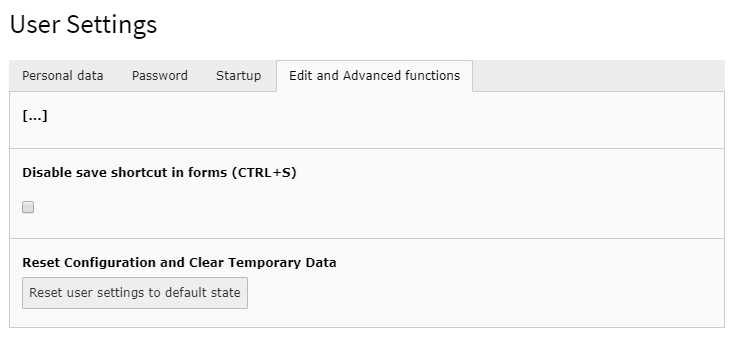 User Settings
Personal data Password Startup Edit and Advanced functions
[...]
Disable save shortcut in forms (CTRL+S)
Reset Configuration and Clear Temporary Data
Reset user settings to default state